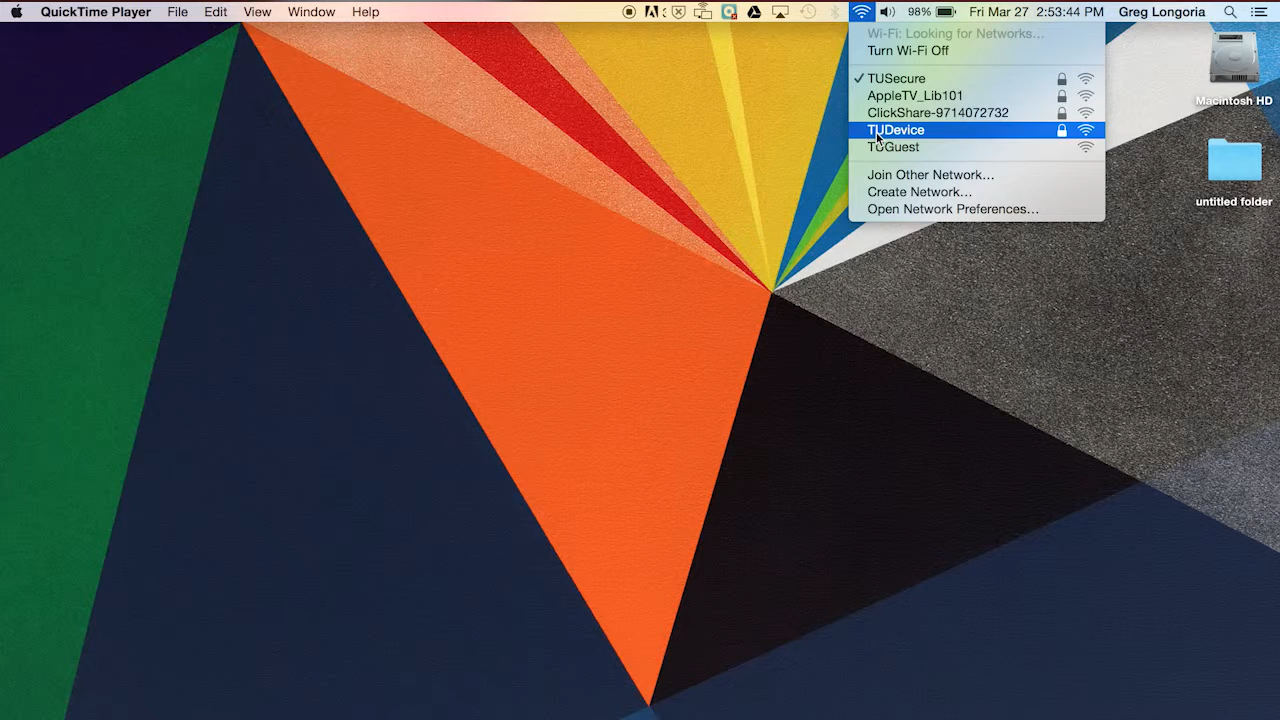 QuickTime Player File Edit View Window Help 98% Fri Mar 27 2:53:44 PM Greg Longoria
Wi-Fi: Looking for Networks...
Turn Wi-Fi Off
✓ TUSecure
AppleTV_Lib101
ClickShare-9714072732
TUDevice
TUGuest
Join Other Network...
Create Network...
Open Network Preferences...
Macintosh HD
untitled folder